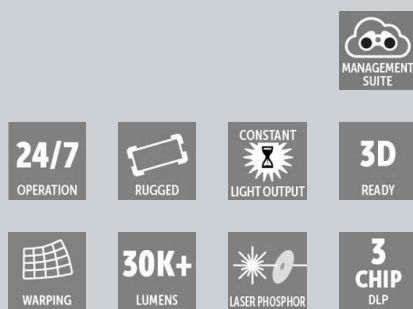 MANAGEMENT
SUITE
24/7
OPERATION
RUGGED
CONSTANT
LIGHT OUTPUT
3D
READY
WARPING
30K+
LUMENS
LASER PHOSPHOR
3
CHIP
DLP